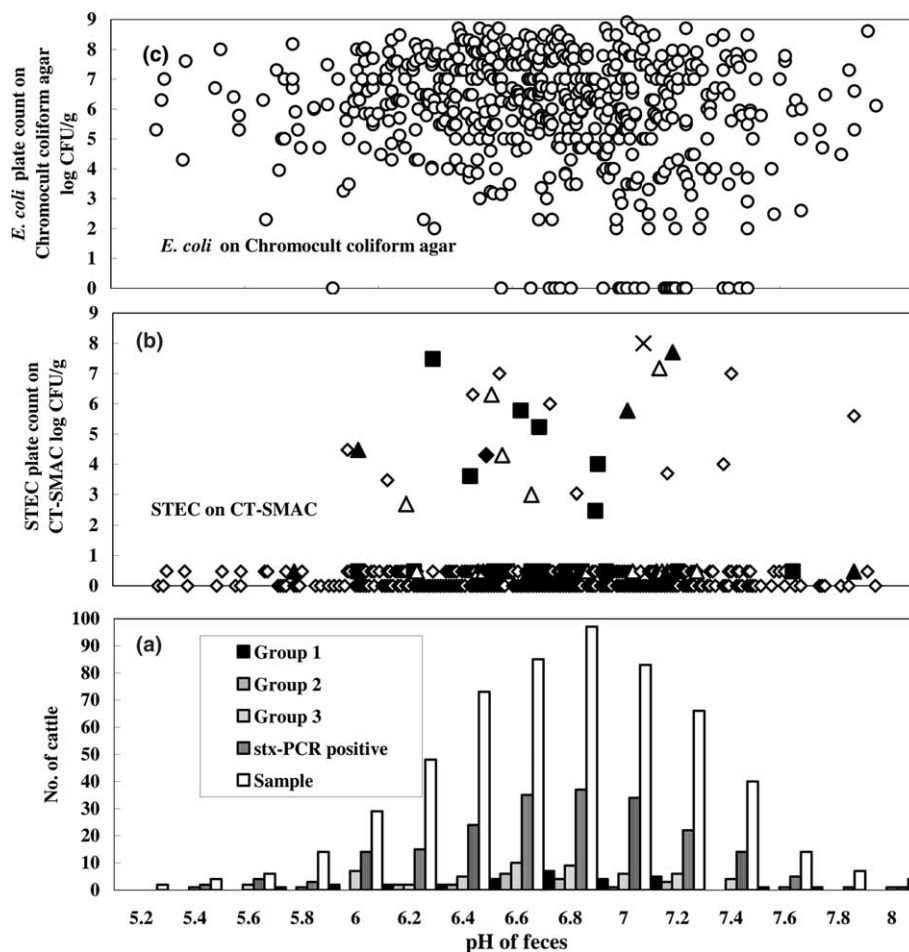 9
8
7
6
5
4
3
2
1
0
(c)
E. coli plate count on
Chromocult coliform agar
log CFU/g
E. coli on Chromocult coliform agar
9
8
7
6
5
4
3
2
1
0
(b)
STEC plate count on
CT-SMAC log CFU/g
STEC on CT-SMAC
100
90
80
70
60
50
40
30
20
10
0
(a)
No. of cattle
Group 1
Group 2
Group 3
stx-PCR positive
Sample
5.2 5.4 5.6 5.8 6 6.2 6.4 6.6 6.8 7 7.2 7.4 7.6 7.8 8
pH of feces